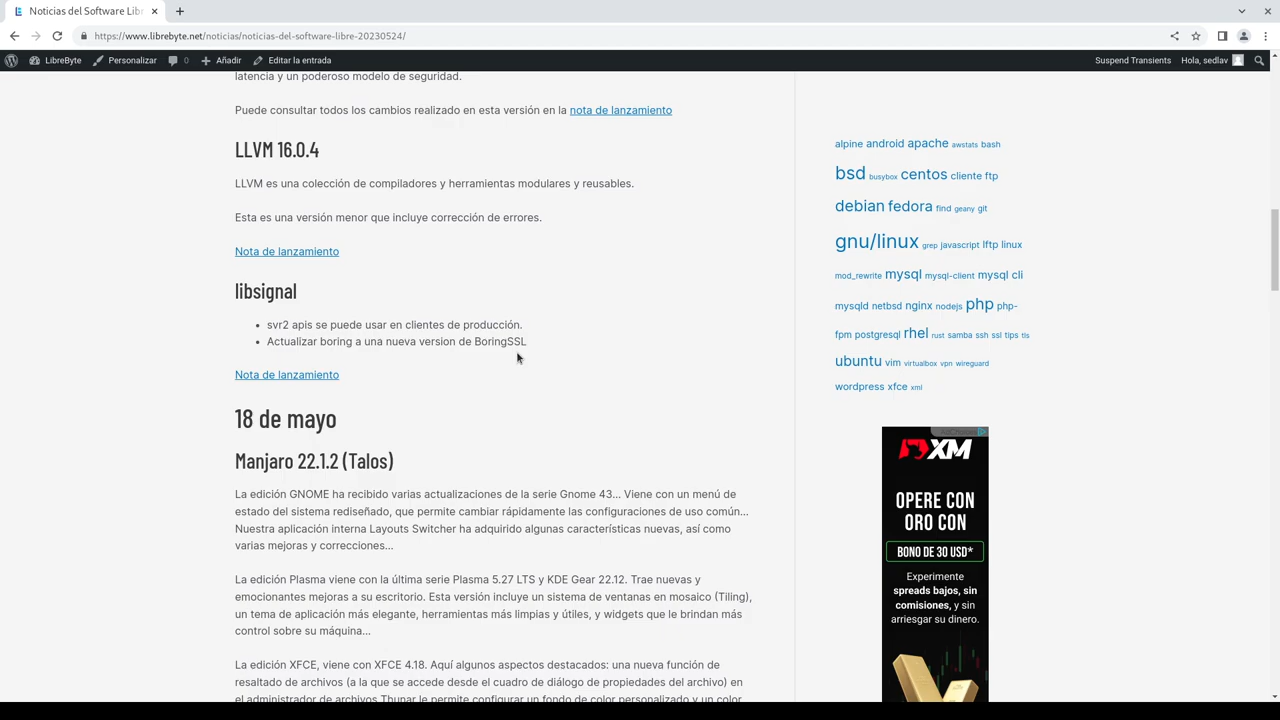 Noticias del Software Libr
https://www.librebyte.net/noticias/noticias-del-software-libre-20230524/
LibreByte Personalizar 0 Añadir Editar la entrada Suspend Transients Hola, sedlav
latencia y un poderoso modelo de seguridad.
Puede consultar todos los cambios realizado en esta versión en la nota de lanzamiento
LLVM 16.0.4
LLVM es una colección de compiladores y herramientas modulares y reusables.
Esta es una versión menor que incluye corrección de errores.
Nota de lanzamiento
libsignal
• svr2 apis se puede usar en clientes de producción.
• Actualizar boring a una nueva version de BoringSSL
Nota de lanzamiento
18 de mayo
Manjaro 22.1.2 (Talos)
La edición GNOME ha recibido varias actualizaciones de la serie Gnome 43... Viene con un menú de
estado del sistema rediseñado, que permite cambiar rápidamente las configuraciones de uso común...
Nuestra aplicación interna Layouts Switcher ha adquirido algunas características nuevas, así como
varias mejoras y correcciones...
La edición Plasma viene con la última serie Plasma 5.27 LTS y KDE Gear 22.12. Trae nuevas y
emocionantes mejoras a su escritorio. Esta versión incluye un sistema de ventanas en mosaico (Tiling),
un tema de aplicación más elegante, herramientas más limpias y útiles, y widgets que le brindan más
control sobre su máquina...
La edición XFCE, viene con XFCE 4.18. Aquí algunos aspectos destacados: una nueva función de
resaltado de archivos (a la que se accede desde el cuadro de diálogo de propiedades del archivo) en
el administrador de archivos Thunar le permite configurar un fondo de color personalizado y un color
alpine android apache awstats bash
bsd busybox centos cliente ftp
debian fedora find geany git
gnu/linux grep javascript lftp linux
mod_rewrite mysql mysql-client mysql cli
mysqld netbsd nginx nodejs php php-
fpm postgresql rhel rust samba ssh ssl tips tls
ubuntu vim virtualbox vpn wireguard
wordpress xfce xml
AdChoices
XM
OPERE CON
ORO CON
BONO DE 30 USD*
Experimente
spreads bajos, sin
comisiones, y sin
arriesgar su dinero.